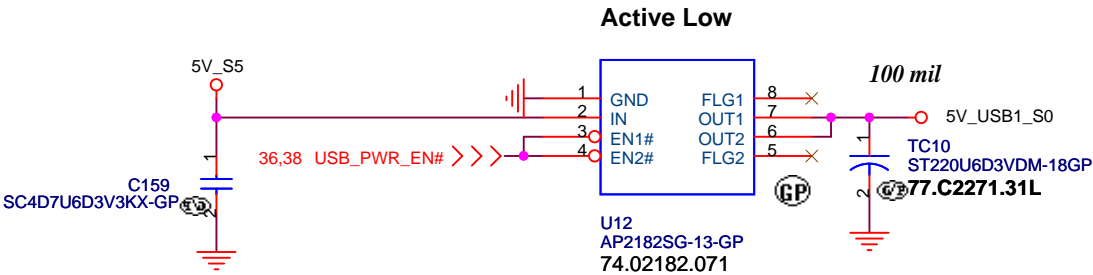 Active Low
5V_S5
100 mil
1 GND FLG1 8
2 IN OUT1 7
3 EN1# OUT2 6
4 EN2# FLG2 5
5V_USB1_S0
36,38 USB_PWR_EN#
1
C159
SC4D7U6D3V3KX-GP
2
GP
1
TC10
ST220U6D3VDM-18GP
77.C2271.31L
2
U12
AP2182SG-13-GP
74.02182.071